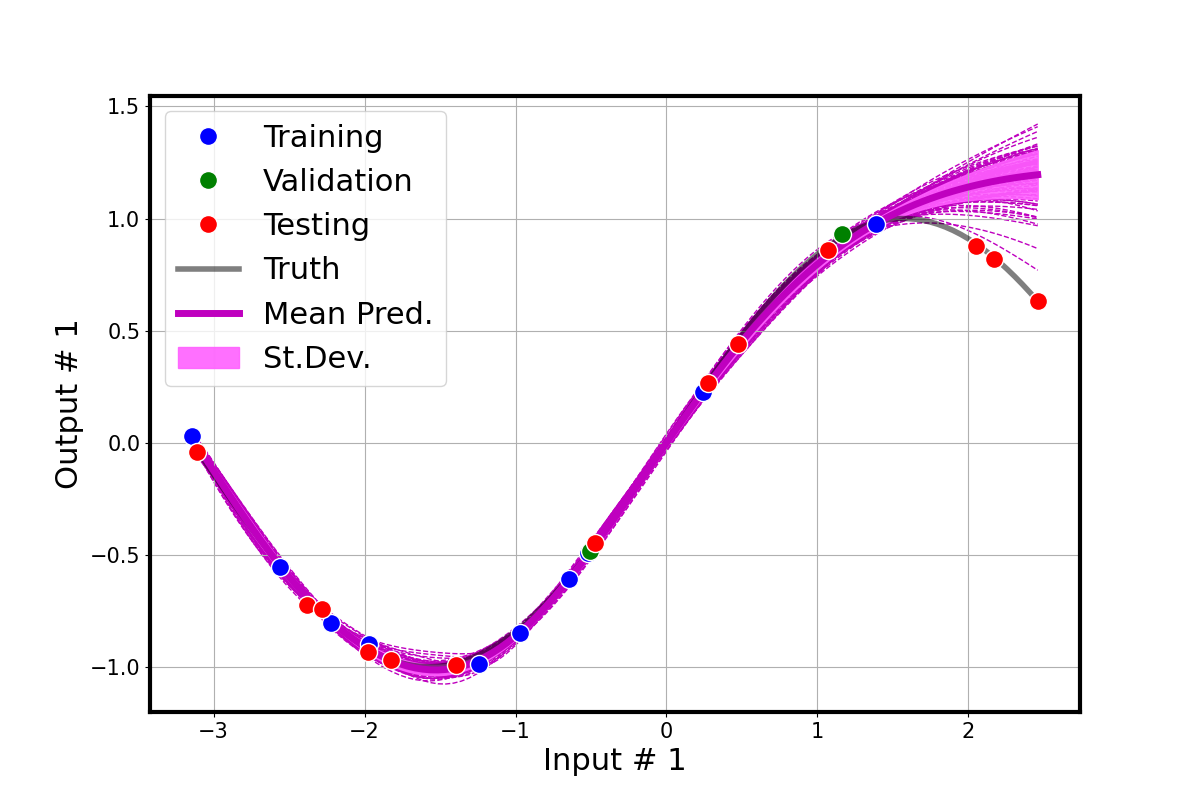 1.5
1.0
0.5
0.0
−0.5
−1.0
Output # 1
Training
Validation
Testing
Truth
Mean Pred.
St.Dev.
−3
−2
−1
0
1
2
Input # 1